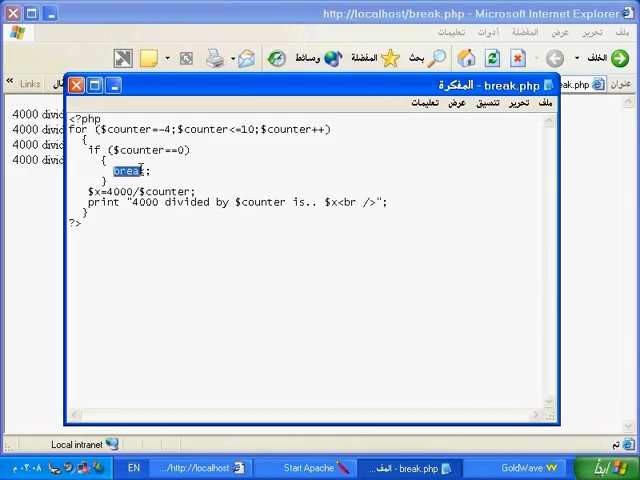 http://localhost/break.php - Microsoft Internet Explorer
ملف تحرير المفضلة أدوات تعليمات
الخلف بحث المفضلة وسائط
عنوان break.php Links
break.php - المفكرة
ملف تحرير تنسيق عرض تعليمات
4000 divid
4000 divi
4000 divi
4000 divi
<?php
for ($counter=-4;$counter<=10;$counter++)
{
if ($counter==0)
{
break;
}
$x=4000/$counter;
print "4000 divided by $counter is.. $x<br />";
}
?>
Local intranet تم
ابدأ GoldWave break.php - المف... Start Apache http://localhost/... EN ٠٣:٠٨ م